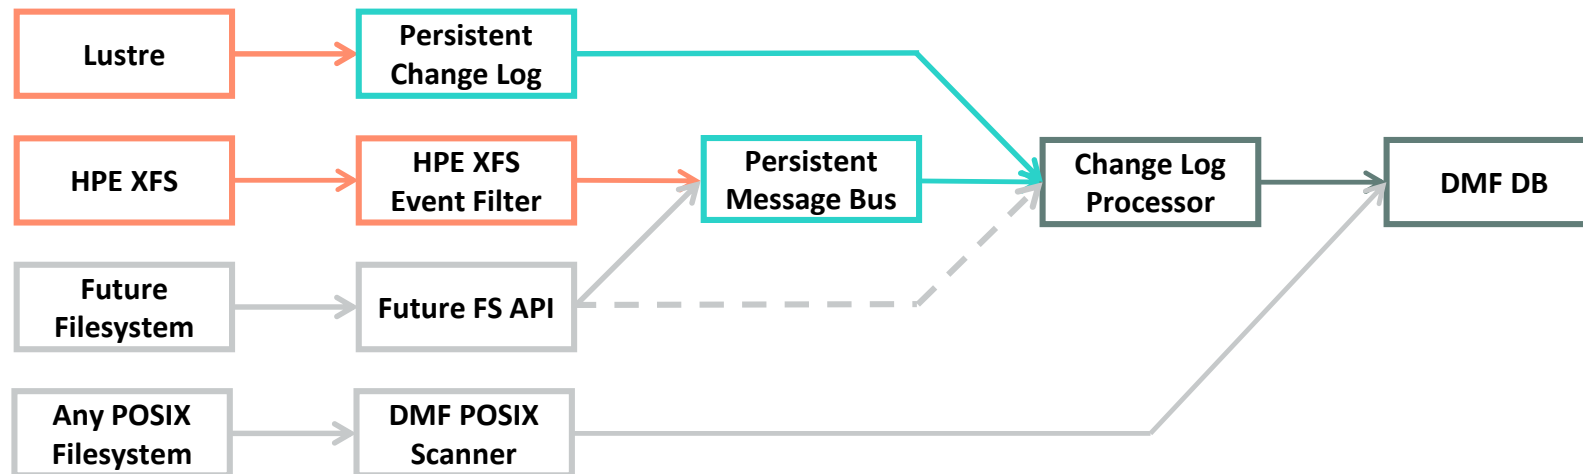 Lustre
Persistent
Change Log
HPE XFS
HPE XFS
Event Filter
Persistent
Message Bus
Change Log
Processor
DMF DB
Future
Filesystem
Future FS API
Any POSIX
Filesystem
DMF POSIX
Scanner